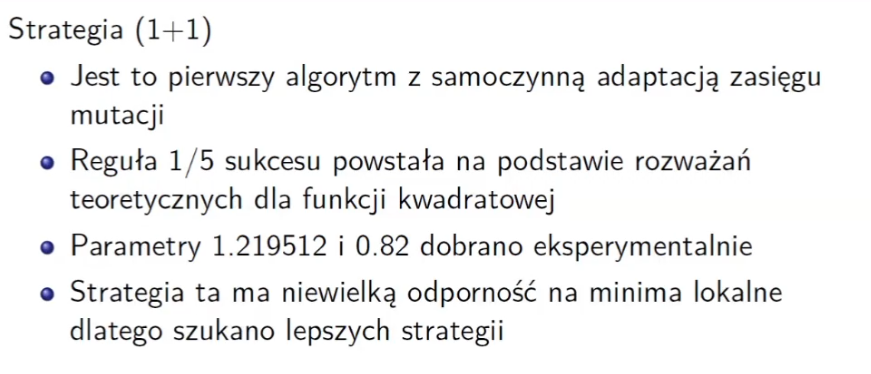 Strategia (1+1)
Jest to pierwszy algorytm z samoczynną adaptacją zasięgu
mutacji
Reguła 1/5 sukcesu powstała na podstawie rozważań
teoretycznych dla funkcji kwadratowej
Parametry 1.219512 i 0.82 dobrano eksperymentalnie
Strategia ta ma niewielką odporność na minima lokalne
dlatego szukano lepszych strategii